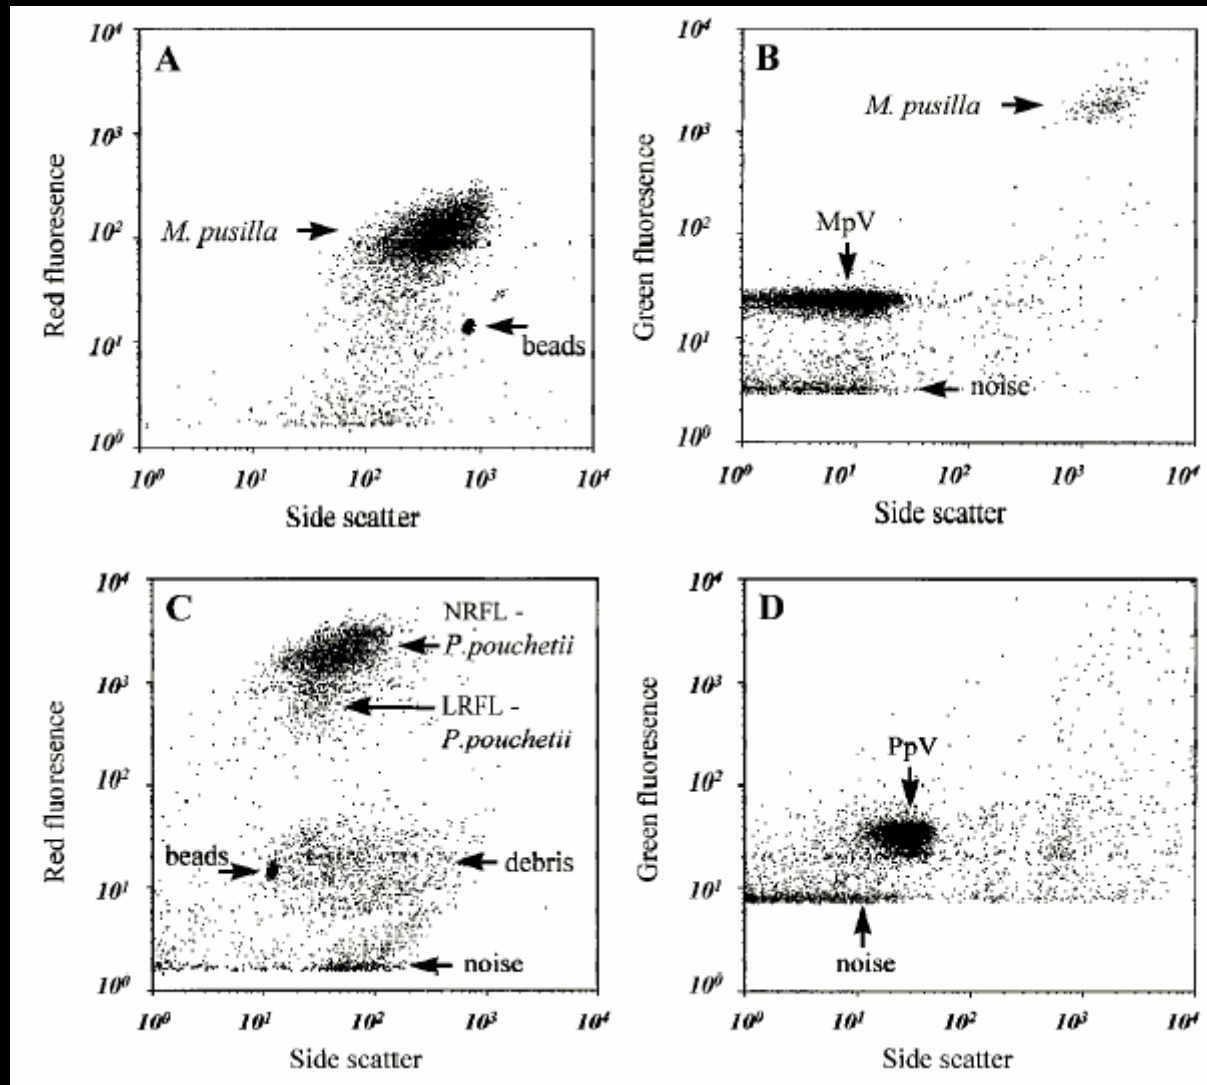 A
Red fluoresence
10⁴
10³
10²
10¹
10⁰
M. pusilla
beads
10⁰ 10¹ 10² 10³ 10⁴
Side scatter
B
Green fluoresence
10⁴
10³
10²
10¹
10⁰
M. pusilla
MpV
noise
10⁰ 10¹ 10² 10³ 10⁴
Side scatter
C
Red fluoresence
10⁴
10³
10²
10¹
10⁰
NRFL -
P.pouchetii
LRFL -
P.pouchetii
beads
debris
noise
10⁰ 10¹ 10² 10³ 10⁴
Side scatter
D
Green fluoresence
10⁴
10³
10²
10¹
10⁰
PpV
noise
10⁰ 10¹ 10² 10³ 10⁴
Side scatter